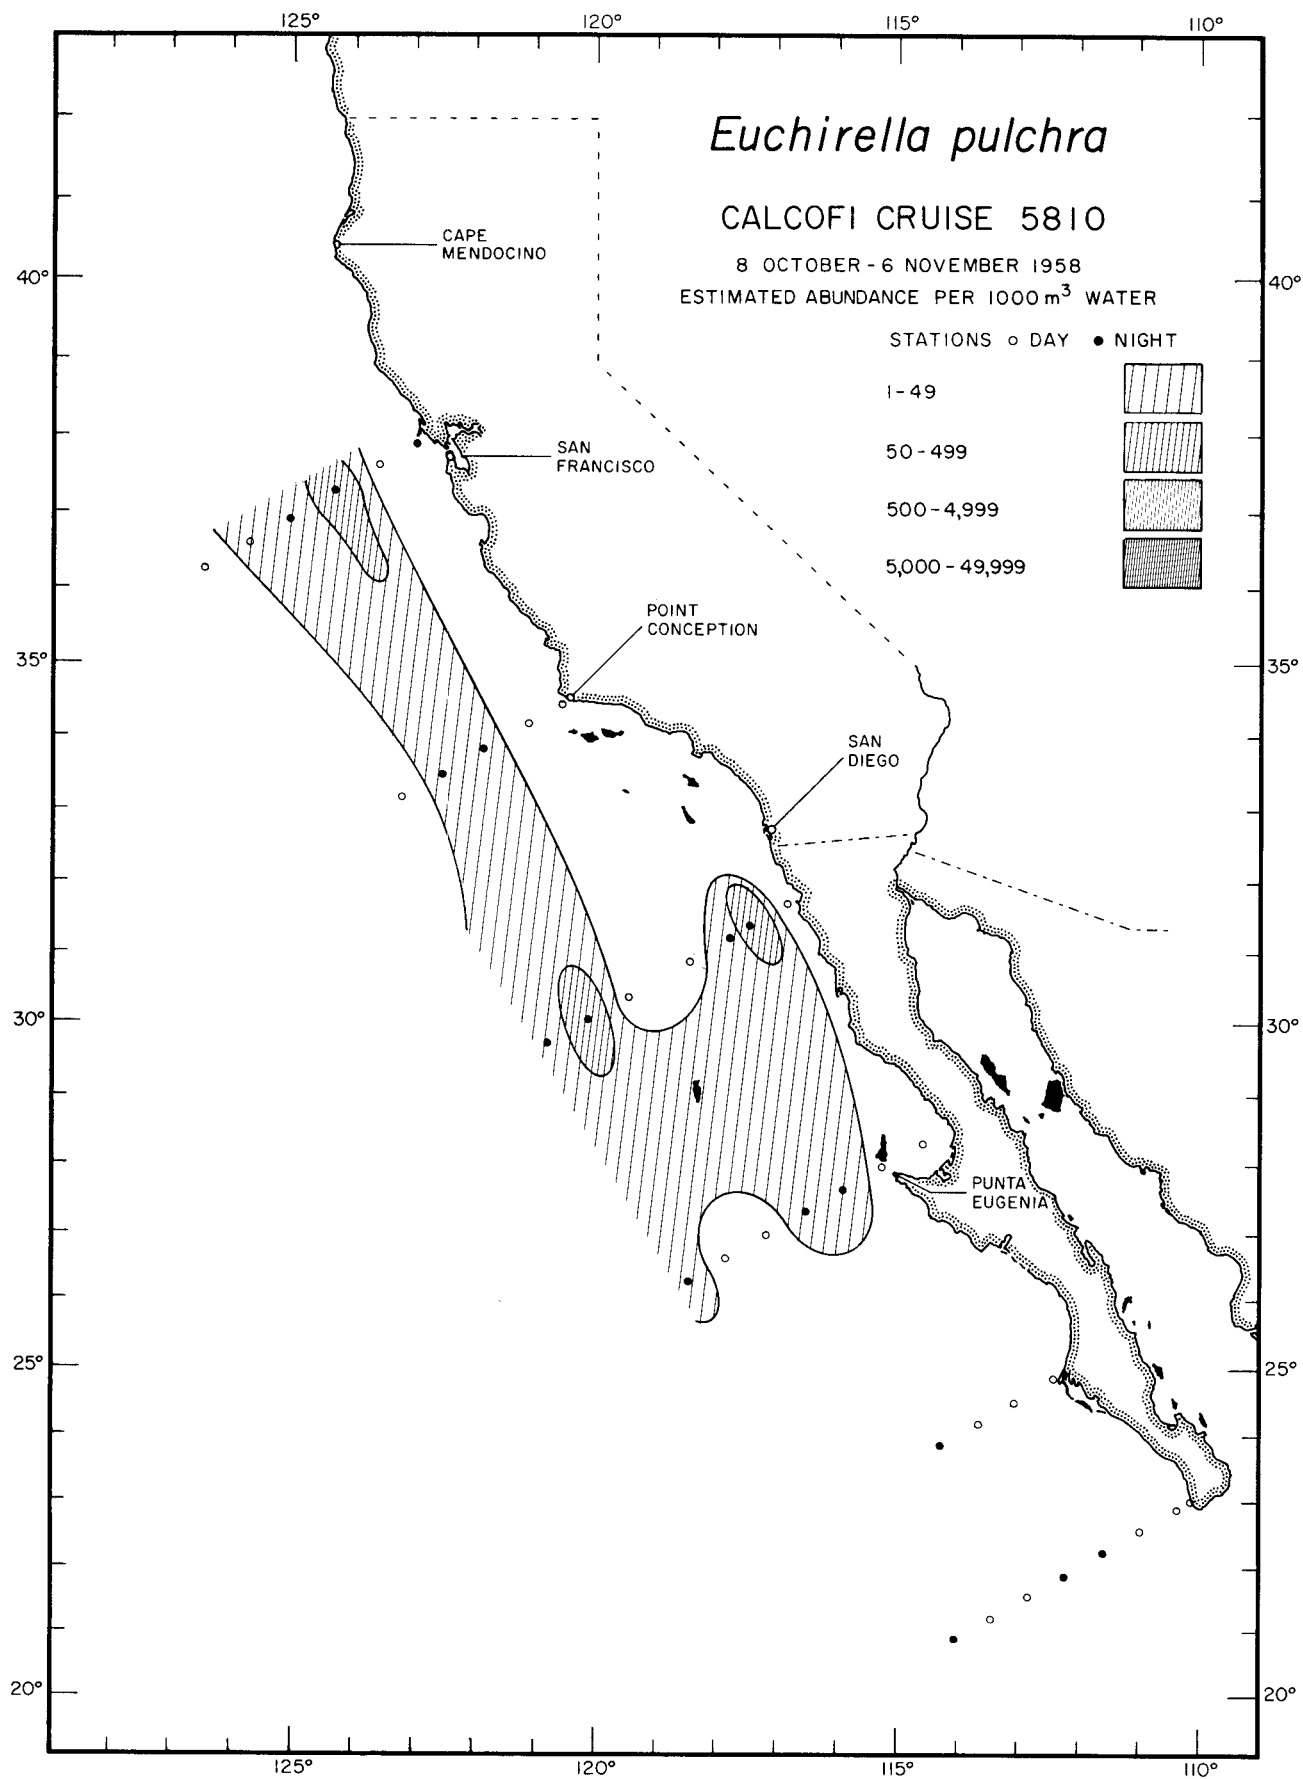 125° 120° 115° 110°
Euchirella pulchra
CALCOFI CRUISE 5810
8 OCTOBER - 6 NOVEMBER 1958
ESTIMATED ABUNDANCE PER 1000 m³ WATER
STATIONS ○ DAY ● NIGHT
1 - 49
50 - 499
500 - 4,999
5,000 - 49,999
CAPE
MENDOCINO
40° 40°
SAN
FRANCISCO
POINT
CONCEPTION
35° 35°
SAN
DIEGO
30° 30°
PUNTA
EUGENIA
25° 25°
20° 20°
125° 120° 115° 110°